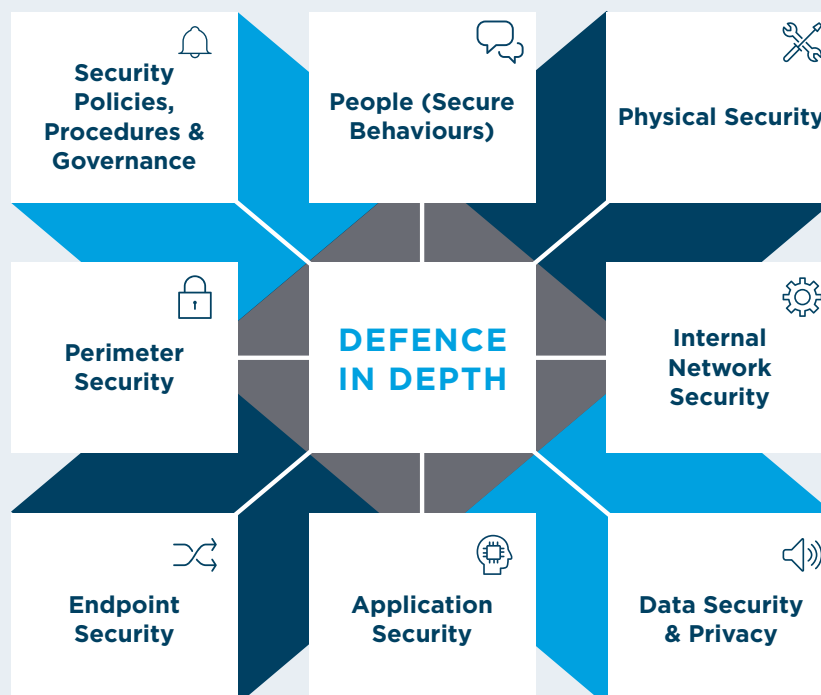 Security
Policies,
Procedures &
Governance
People (Secure
Behaviours)
Physical Security
Perimeter
Security
DEFENCE
IN DEPTH
Internal
Network
Security
Endpoint
Security
Application
Security
Data Security
& Privacy